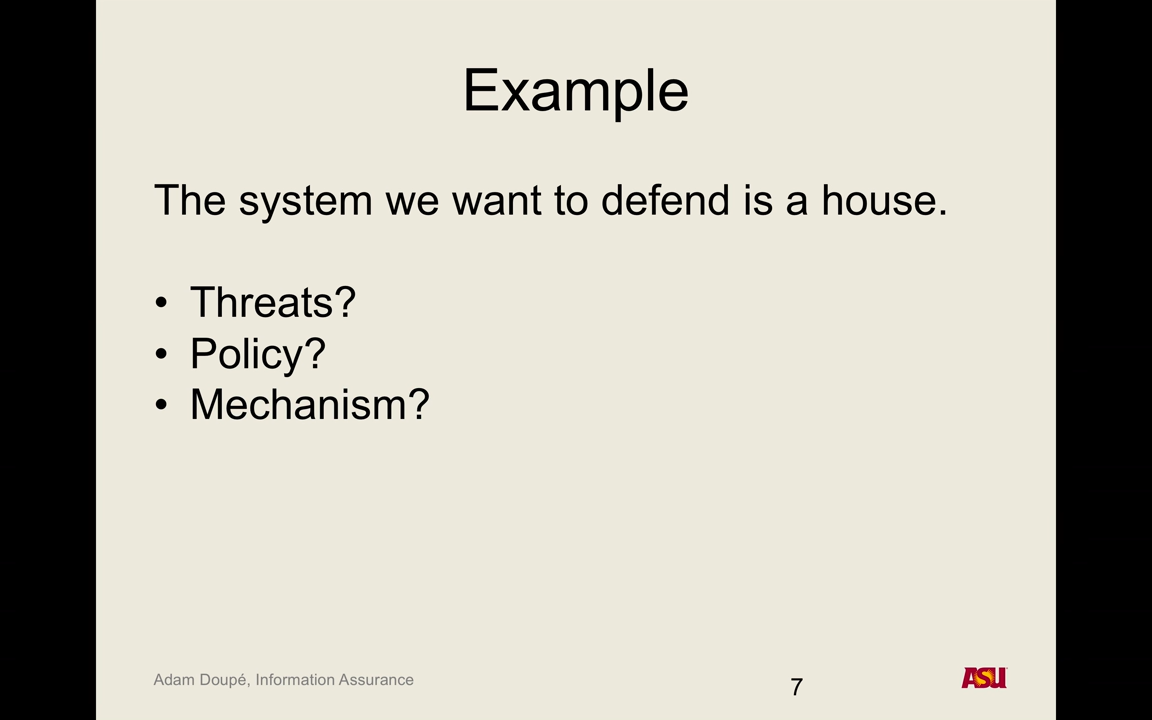 Example
The system we want to defend is a house.
• Threats?
• Policy?
• Mechanism?
Adam Doupé, Information Assurance
7
ASU